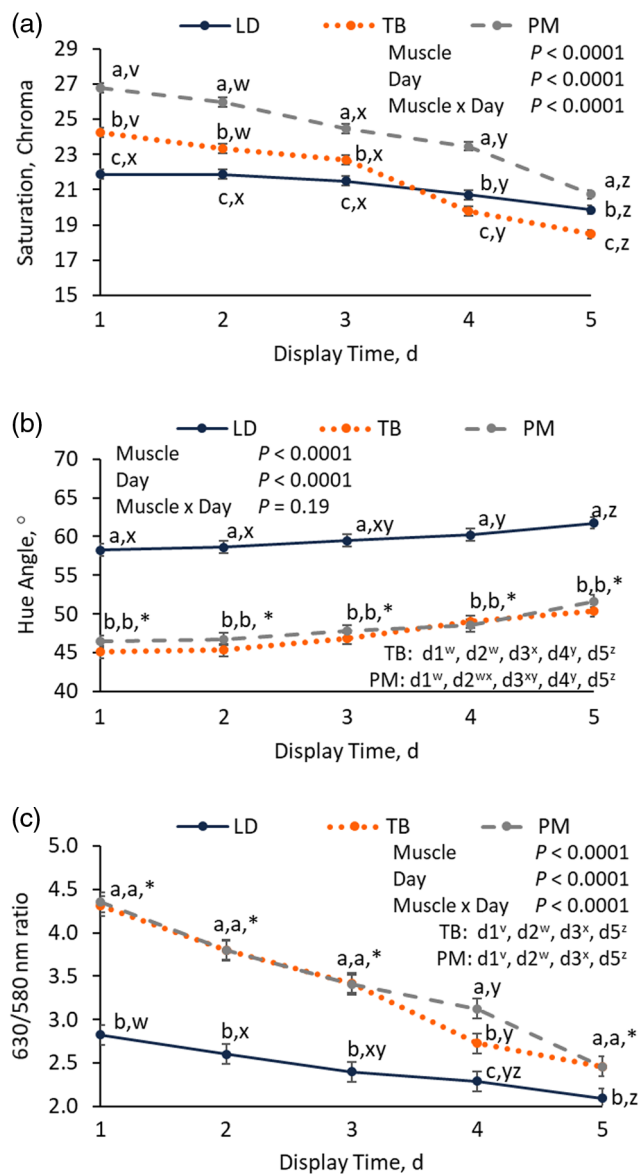 (a)
LD TB PM
Muscle P < 0.0001
Day P < 0.0001
Muscle x Day P < 0.0001
Saturation, Chroma
29
27
25
23
21
19
17
15
a,v
a,w
a,x
a,y
a,z
b,v
b,w
b,x
b,y
b,z
c,x
c,x
c,x
c,y
c,z
1 2 3 4 5
Display Time, d
(b)
LD TB PM
Muscle P < 0.0001
Day P < 0.0001
Muscle x Day P = 0.19
Hue Angle, °
70
65
60
55
50
45
40
a,x a,x a,xy a,y a,z
b,b,* b,b, * b,b,* b,b,* b,b,*
TB: d1ʷ, d2ʷ, d3ˣ, d4ʸ, d5ᶻ
PM: d1ʷ, d2ʷˣ, d3ˣʸ, d4ʸ, d5ᶻ
1 2 3 4 5
Display Time, d
(c)
LD TB PM
Muscle P < 0.0001
Day P < 0.0001
Muscle x Day P < 0.0001
TB: d1ᵛ, d2ʷ, d3ˣ, d5ᶻ
PM: d1ᵛ, d2ʷ, d3ˣ, d5ᶻ
630/580 nm ratio
5.0
4.5
4.0
3.5
3.0
2.5
2.0
a,a,*
a,a,*
a,a,*
a,y
b,y
a,a,*
b,w
b,x
b,xy
c,yz
b,z
1 2 3 4 5
Display Time, d